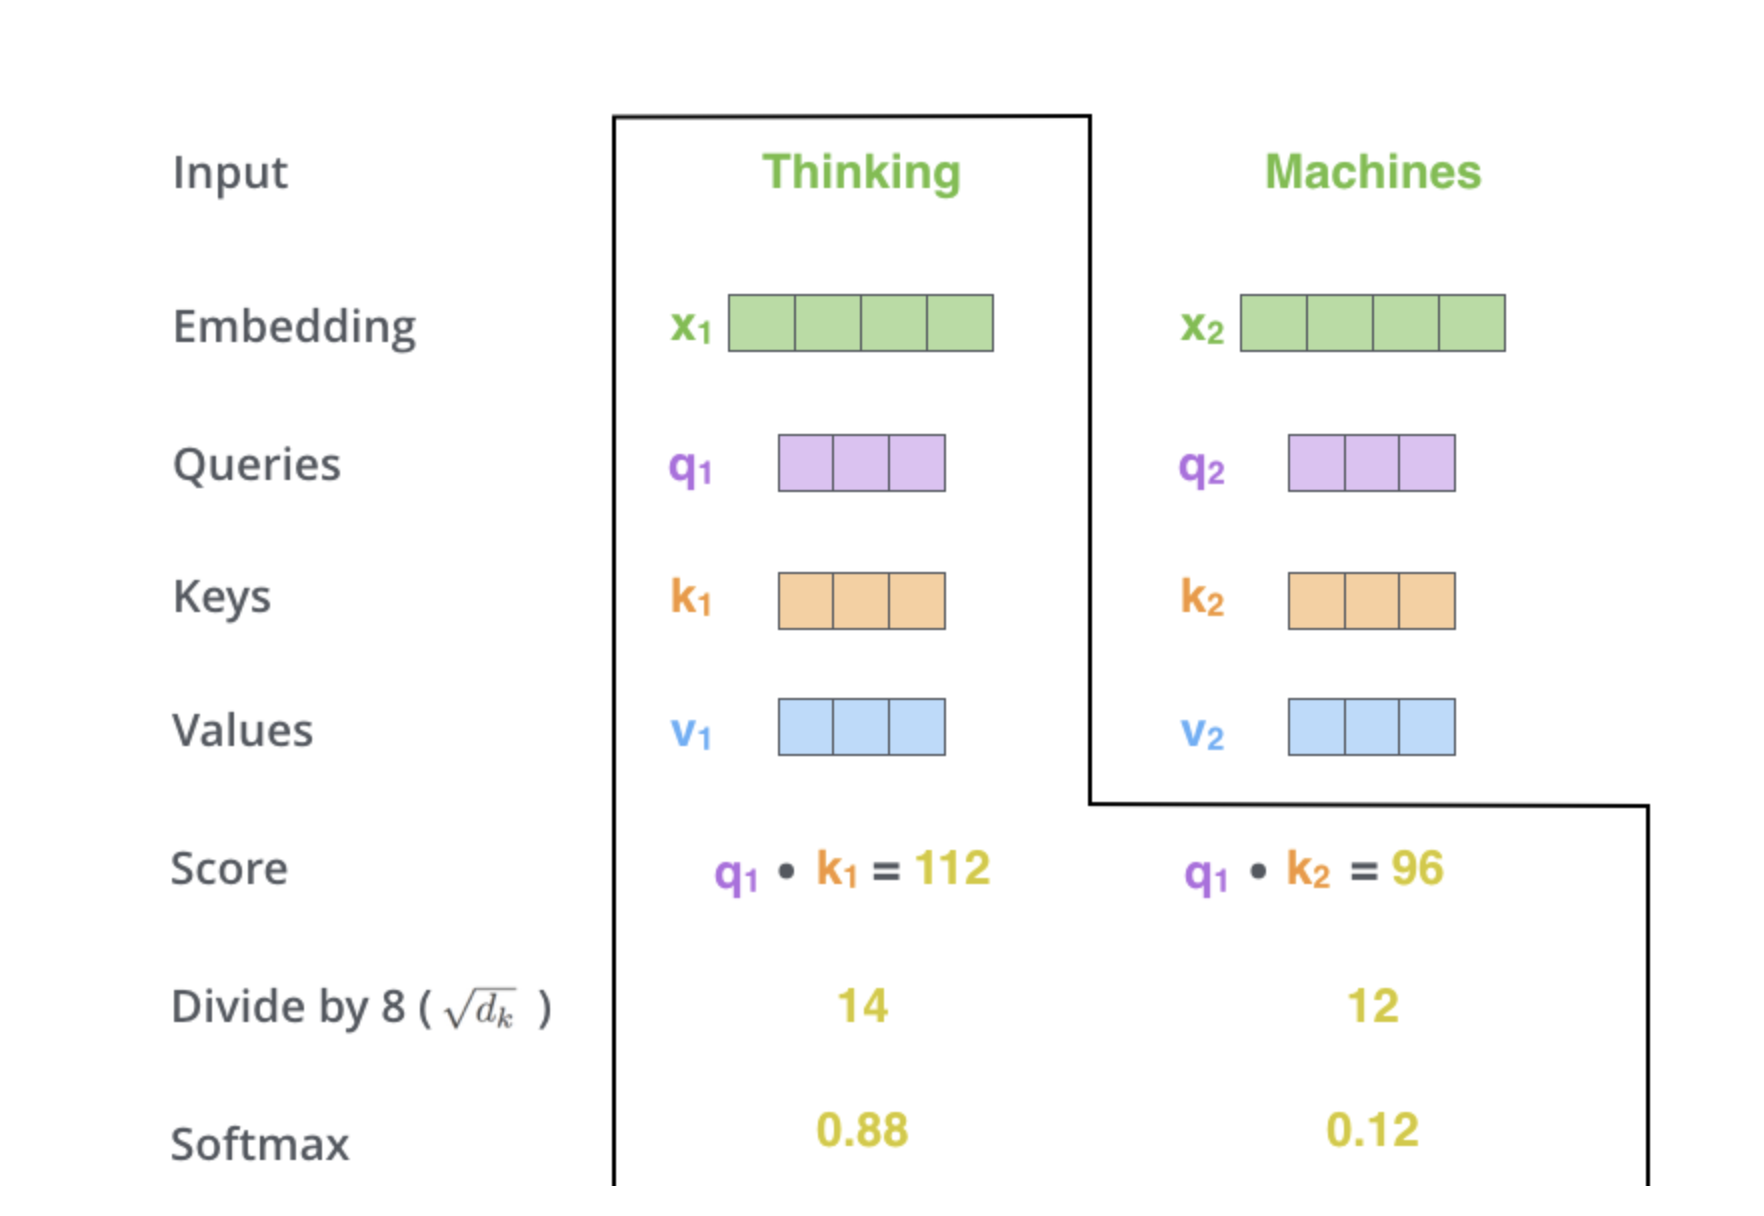 Input Thinking Machines
Embedding x₁ x₂
Queries q₁ q₂
Keys k₁ k₂
Values v₁ v₂
Score q₁ • k₁ = 112 q₁ • k₂ = 96
Divide by 8 ( √dₖ ) 14 12
Softmax 0.88 0.12